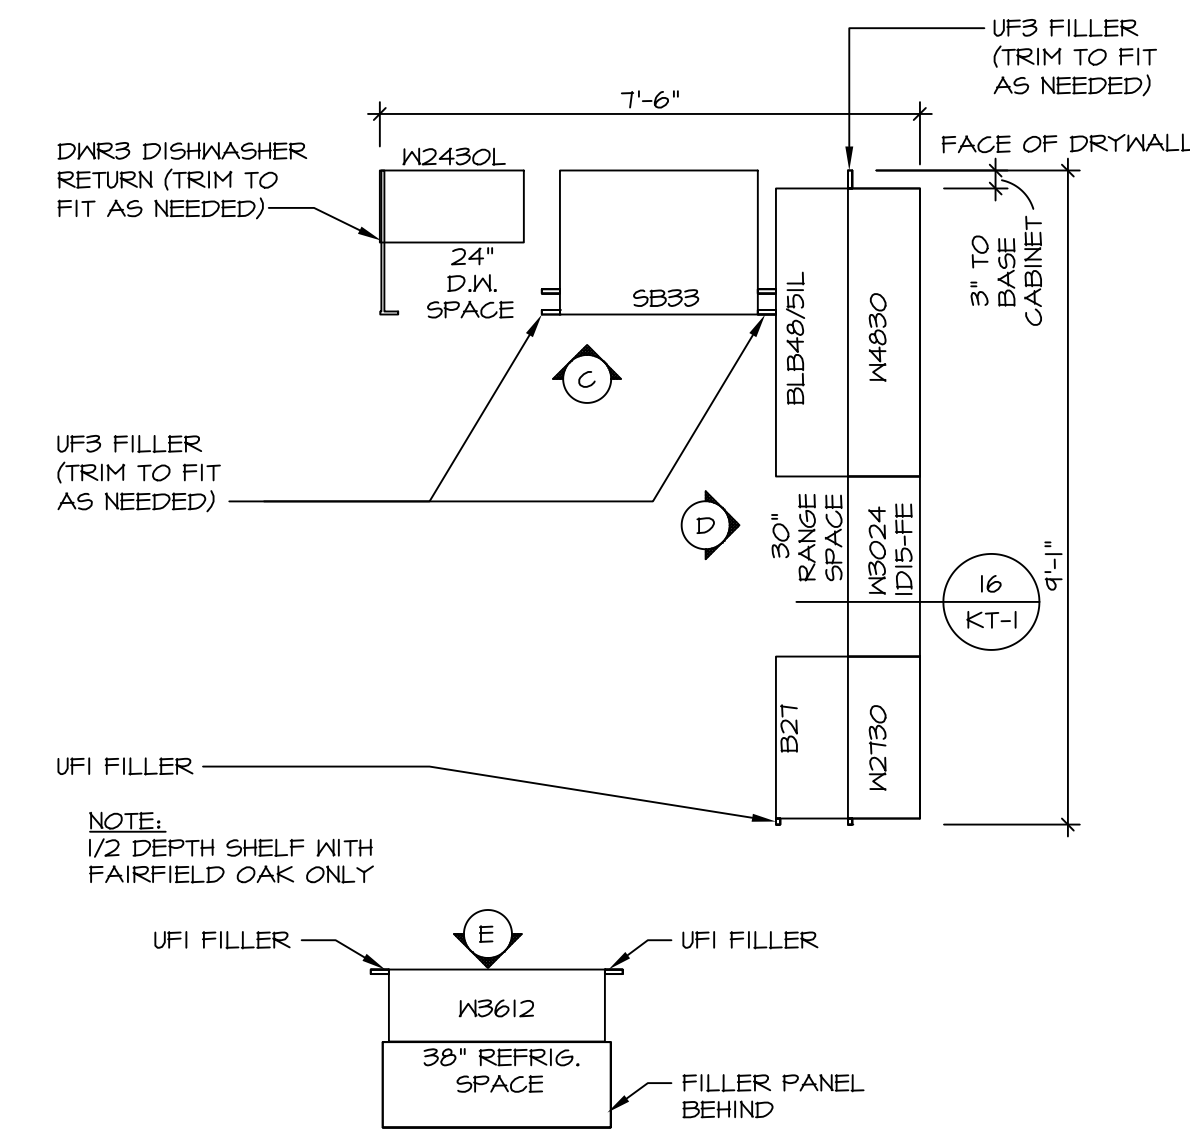 UF3 FILLER
(TRIM TO FIT
AS NEEDED)
7'-6"
FACE OF DRYWALL
DWR3 DISHWASHER
RETURN (TRIM TO
FIT AS NEEDED)
W2430L
24"
D.W.
SPACE
SB33
BLB48/51L
W4830
3" TO
BASE
CABINET
C
UF3 FILLER
(TRIM TO FIT
AS NEEDED)
D
30"
RANGE
SPACE
W3024
1D15-FE
16
KT-1
9'-1"
B27
W2730
UF1 FILLER
NOTE:
1/2 DEPTH SHELF WITH
FAIRFIELD OAK ONLY
UF1 FILLER
E
UF1 FILLER
W3612
38" REFRIG.
SPACE
FILLER PANEL
BEHIND